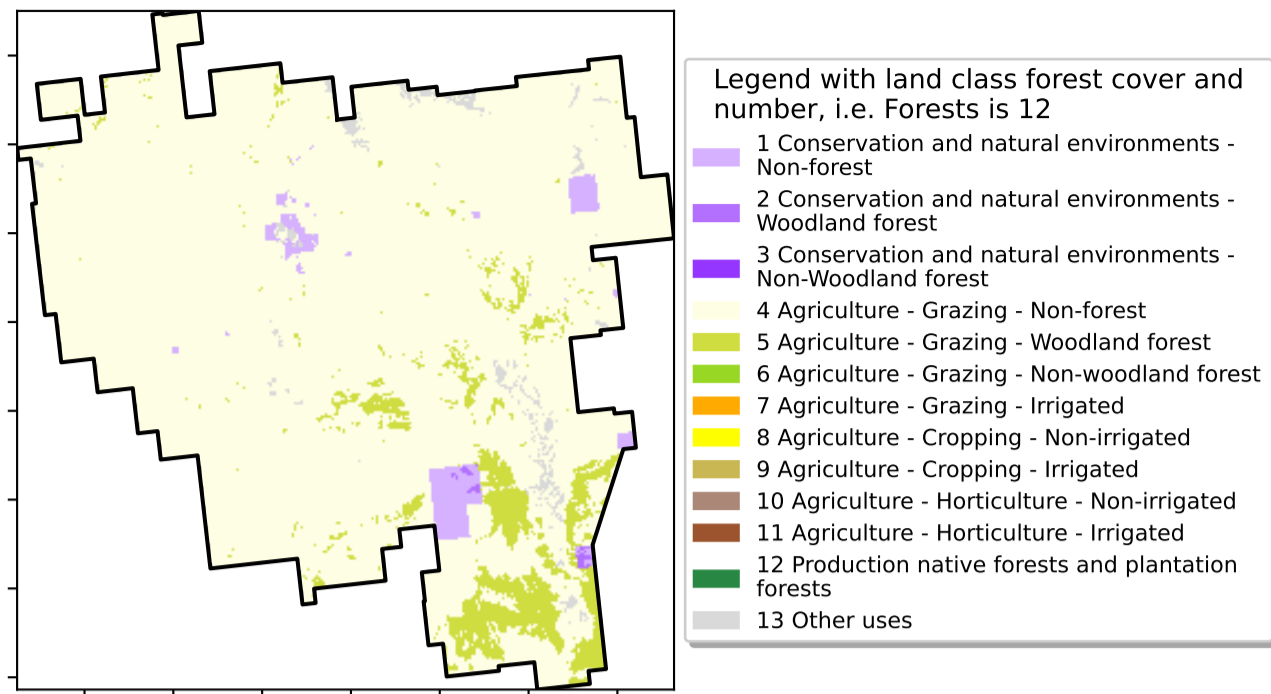 Legend with land class forest cover and
number, i.e. Forests is 12
1 Conservation and natural environments -
Non-forest
2 Conservation and natural environments -
Woodland forest
3 Conservation and natural environments -
Non-Woodland forest
4 Agriculture - Grazing - Non-forest
5 Agriculture - Grazing - Woodland forest
6 Agriculture - Grazing - Non-woodland forest
7 Agriculture - Grazing - Irrigated
8 Agriculture - Cropping - Non-irrigated
9 Agriculture - Cropping - Irrigated
10 Agriculture - Horticulture - Non-irrigated
11 Agriculture - Horticulture - Irrigated
12 Production native forests and plantation
forests
13 Other uses